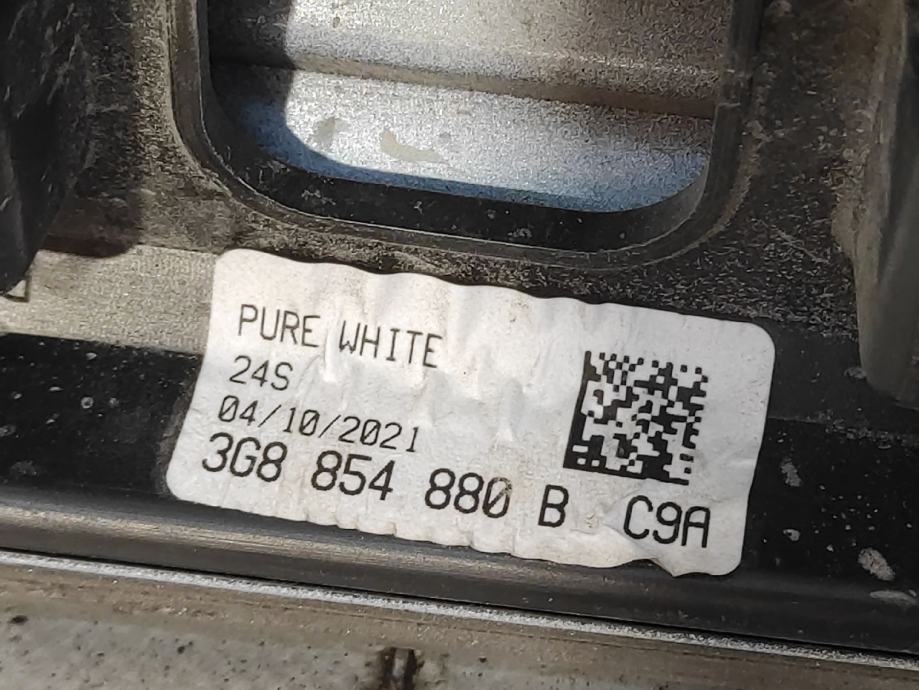 PURE WHITE
24S
04/10/2021
3G8 854 880 B C9A